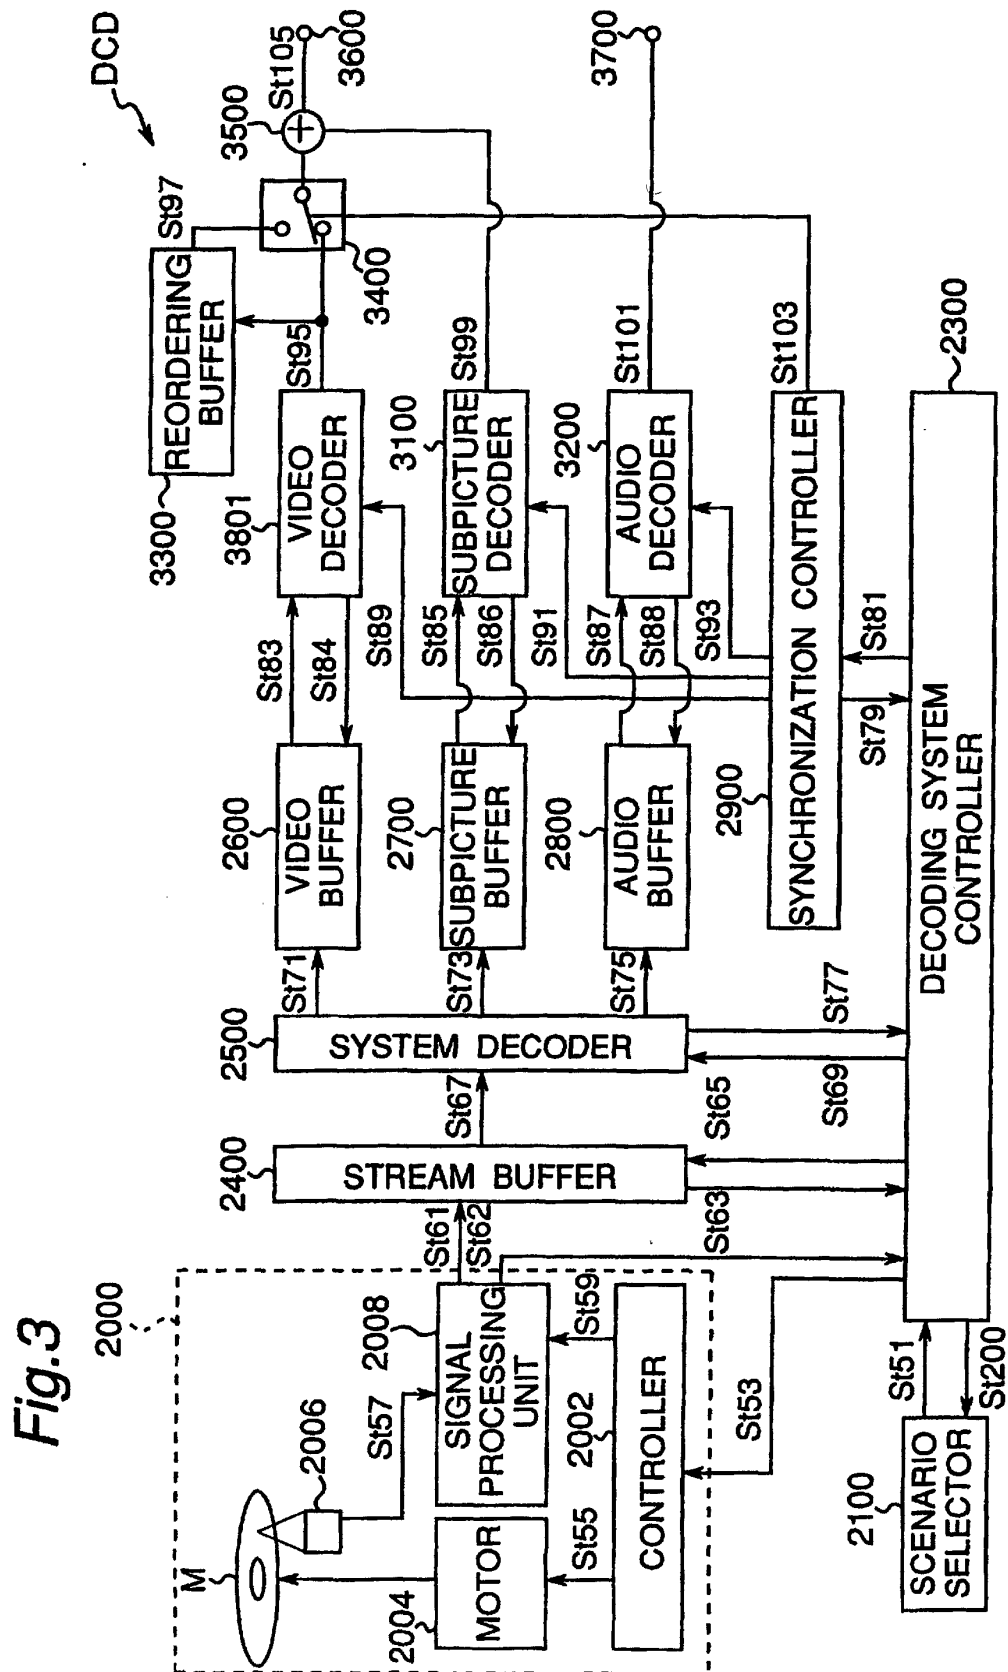 Fig.3
DCD
2000
M
2006
St57
2008
SIGNAL
PROCESSING
UNIT
2004
MOTOR
St55
2002
St59
CONTROLLER
St53
2100
SCENARIO
SELECTOR
St51
St200
St61
St62
St63
2400
STREAM BUFFER
St65
St67
2500
SYSTEM DECODER
St69
St77
St71
St73
St75
2600
VIDEO
BUFFER
2700
SUBPICTURE
BUFFER
2800
AUDIO
BUFFER
St83
St84
St89
St85
St86
St91
St87
St88
St93
3801
VIDEO
DECODER
3100
SUBPICTURE
DECODER
3200
AUDIO
DECODER
2900
SYNCHRONIZATION CONTROLLER
St79
St81
2300
DECODING SYSTEM
CONTROLLER
3300
REORDERING
BUFFER
St95
St97
St99
St101
St103
3400
3500
St105
3600
3700